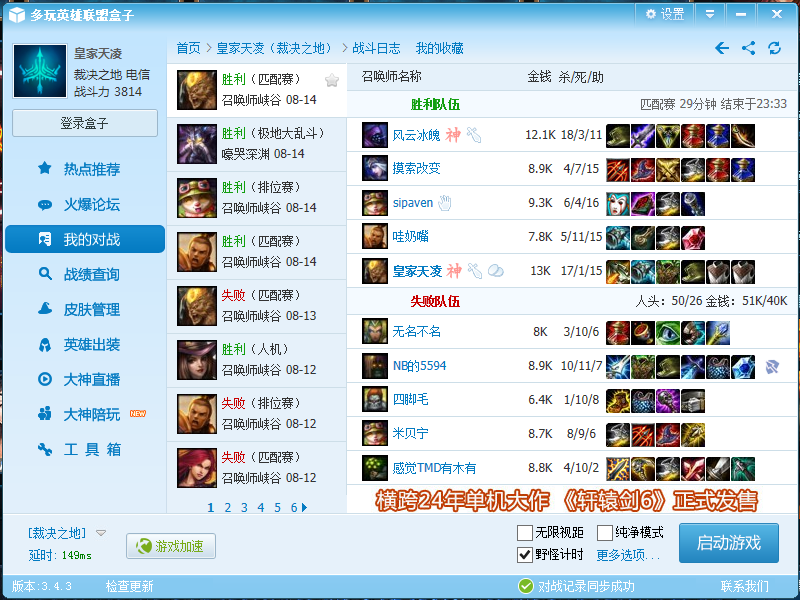 多玩英雄联盟盒子
设置
皇家天凌
裁决之地 电信
战斗力 3814
登录盒子
热点推荐
火爆论坛
我的对战
战绩查询
皮肤管理
英雄出装
大神直播
大神陪玩 NEW
工 具 箱
首页 > 皇家天凌（裁决之地） > 战斗日志 我的收藏
胜利（匹配赛）
召唤师峡谷 08-14
胜利（极地大乱斗）
嚎哭深渊 08-14
胜利（排位赛）
召唤师峡谷 08-14
胜利（匹配赛）
召唤师峡谷 08-14
失败（匹配赛）
召唤师峡谷 08-13
胜利（人机）
召唤师峡谷 08-12
失败（排位赛）
召唤师峡谷 08-12
失败（匹配赛）
召唤师峡谷 08-12
1 2 3 4 5 6
召唤师名称 金钱 杀/死/助
胜利队伍 匹配赛 29分钟 结束于23:33
风云冰魄 神 12.1K 18/3/11
摸索改变 8.9K 4/7/15
sipaven 9.3K 6/4/16
哇奶嘴 7.8K 5/11/15
皇家天凌 神 13K 17/1/15
失败队伍 人头：50/26 金钱：51K/40K
无名不名 8K 3/10/6
NB的5594 8.9K 10/11/7
四脚毛 6.4K 1/10/8
米贝宁 8.7K 8/9/6
感觉TMD有木有 8.8K 4/10/2
横跨24年单机大作 《轩辕剑6》正式发售
[裁决之地]
延时：149ms
游戏加速
无限视距 纯净模式
野怪计时 更多选项...
启动游戏
版本:3.4.3 检查更新
对战记录同步成功
联系我们